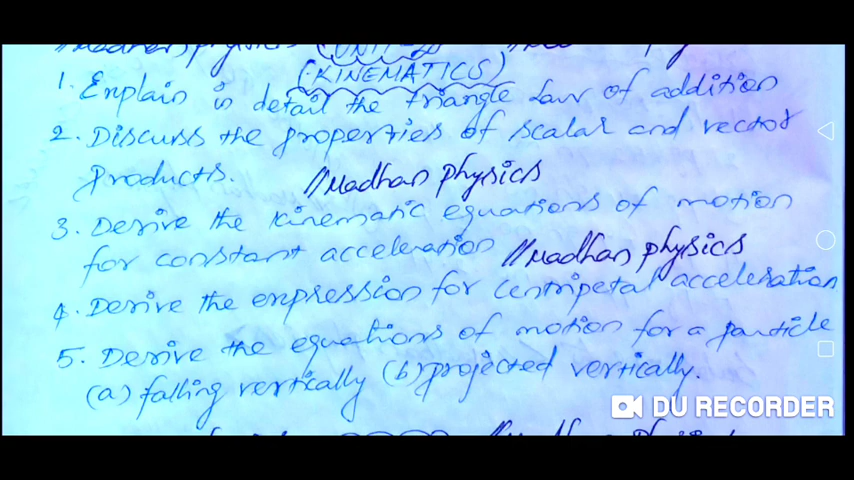 (KINEMATICS)
1. Explain in detail the triangle law of addition
2. Discuss the properties of scalar and vector
products. //Madhan physics
3. Derive the kinematic equations of motion
for constant acceleration //Madhan physics
4. Derive the expression for centripetal acceleration
5. Derive the equations of motion for a particle
(a) falling vertically (b) projected vertically.
DU RECORDER